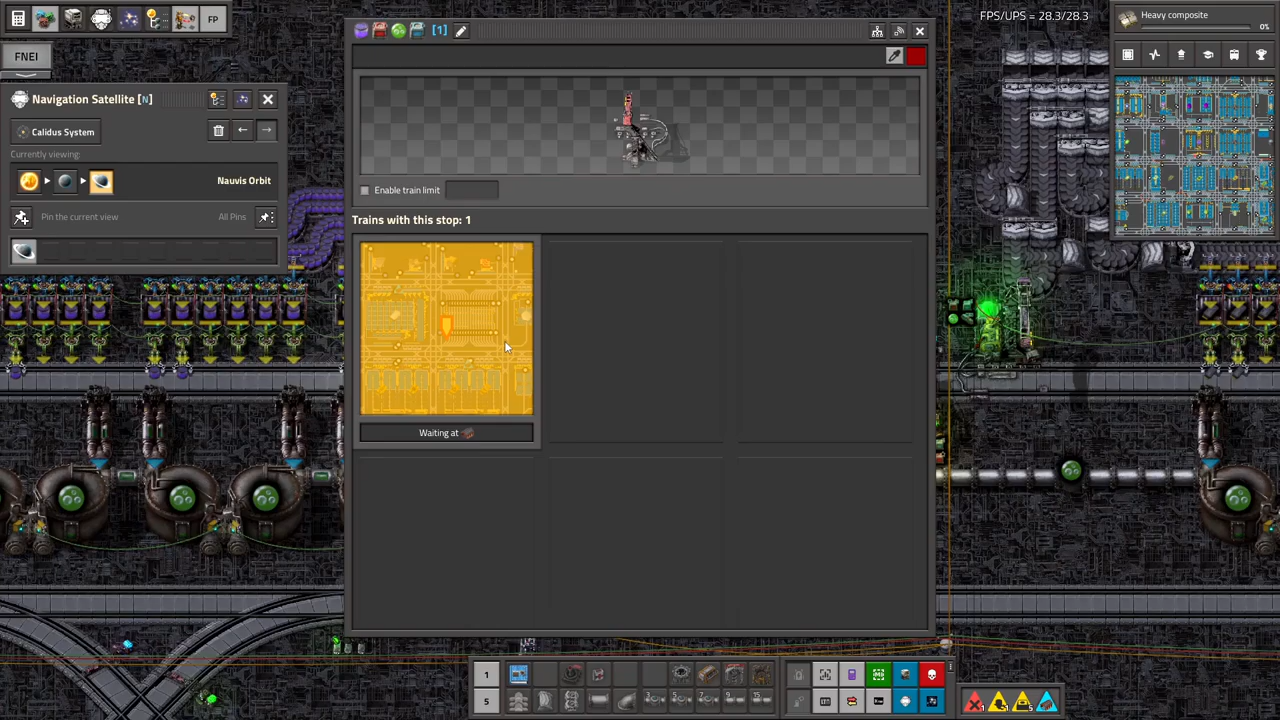 FP
[1]
FPS/UPS = 28.3/28.3
Heavy composite
0%
FNEI
Navigation Satellite [N]
Calidus System
Currently viewing:
Nauvis Orbit
Pin the current view
All Pins
Enable train limit
Trains with this stop: 1
Waiting at
1
5